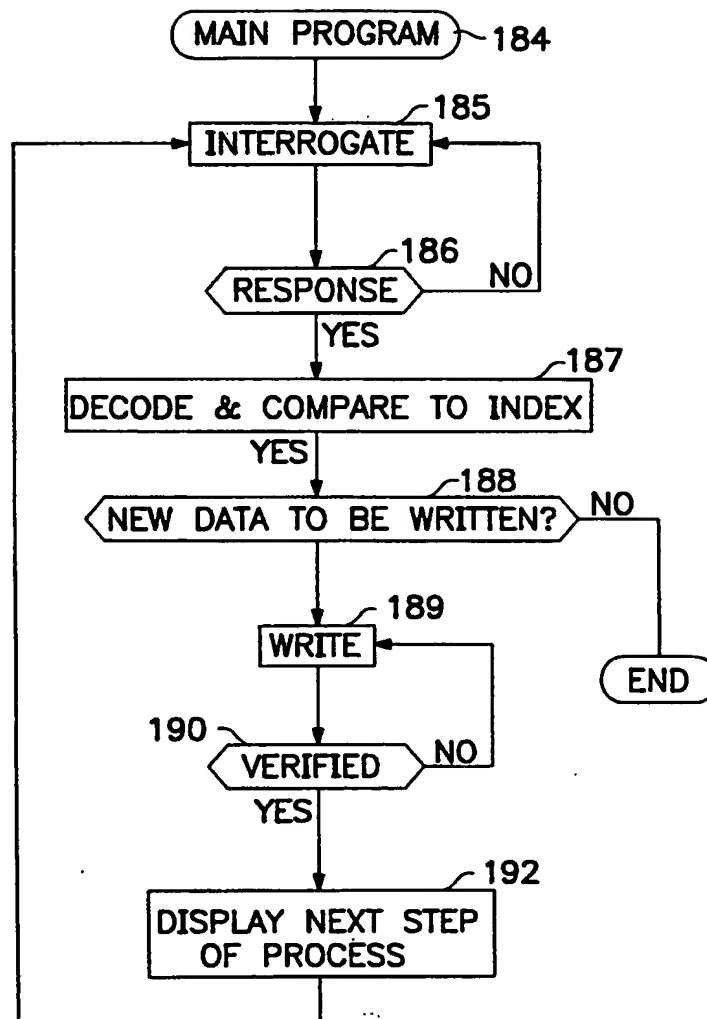 MAIN PROGRAM 184
185
INTERROGATE
186
RESPONSE NO
YES
187
DECODE & COMPARE TO INDEX
YES
188
NEW DATA TO BE WRITTEN? NO
189
WRITE
END
190
VERIFIED NO
YES
192
DISPLAY NEXT STEP
OF PROCESS